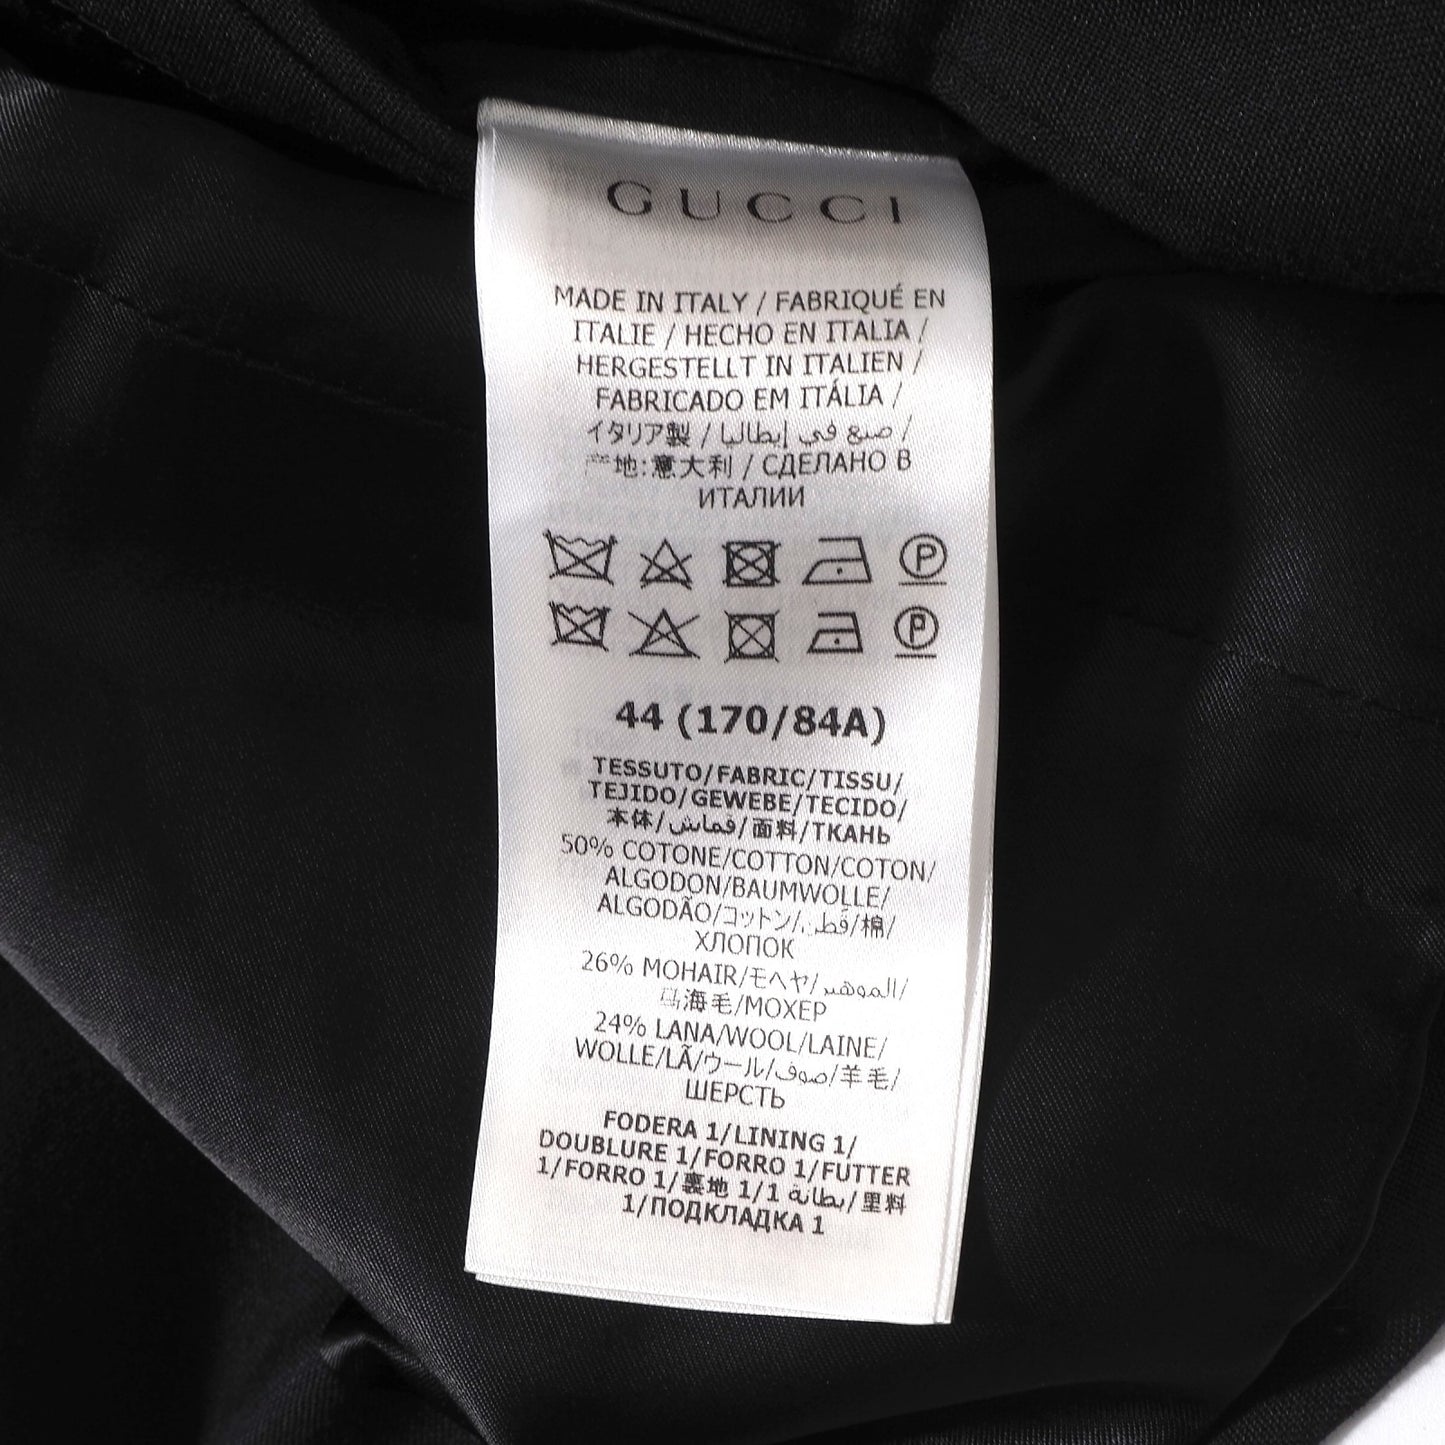 GUCCI
MADE IN ITALY / FABRIQUÉ EN
ITALIE / HECHO EN ITALIA /
HERGESTELLT IN ITALIEN /
FABRICADO EM ITÁLIA /
イタリア製 / صنع في إيطاليا /
产地:意大利 / СДЕЛАНО В
ИТАЛИИ
P
P
44 (170/84A)
TESSUTO/FABRIC/TISSU/
TEJIDO/GEWEBE/TECIDO/
本体/قماش/面料/ТКАНЬ
50% COTONE/COTTON/COTON/
ALGODON/BAUMWOLLE/
ALGODÃO/コットン/قطن/棉/
ХЛОПОК
26% MOHAIR/モヘヤ/الموهير/
马海毛/МОХЕР
24% LANA/WOOL/LAINE/
WOLLE/LÃ/ウール/صوف/羊毛/
ШЕРСТЬ
FODERA 1/LINING 1/
DOUBLURE 1/FORRO 1/FUTTER
1/FORRO 1/裏地 1/1 بطانة/里料
1/ПОДКЛАДКА 1